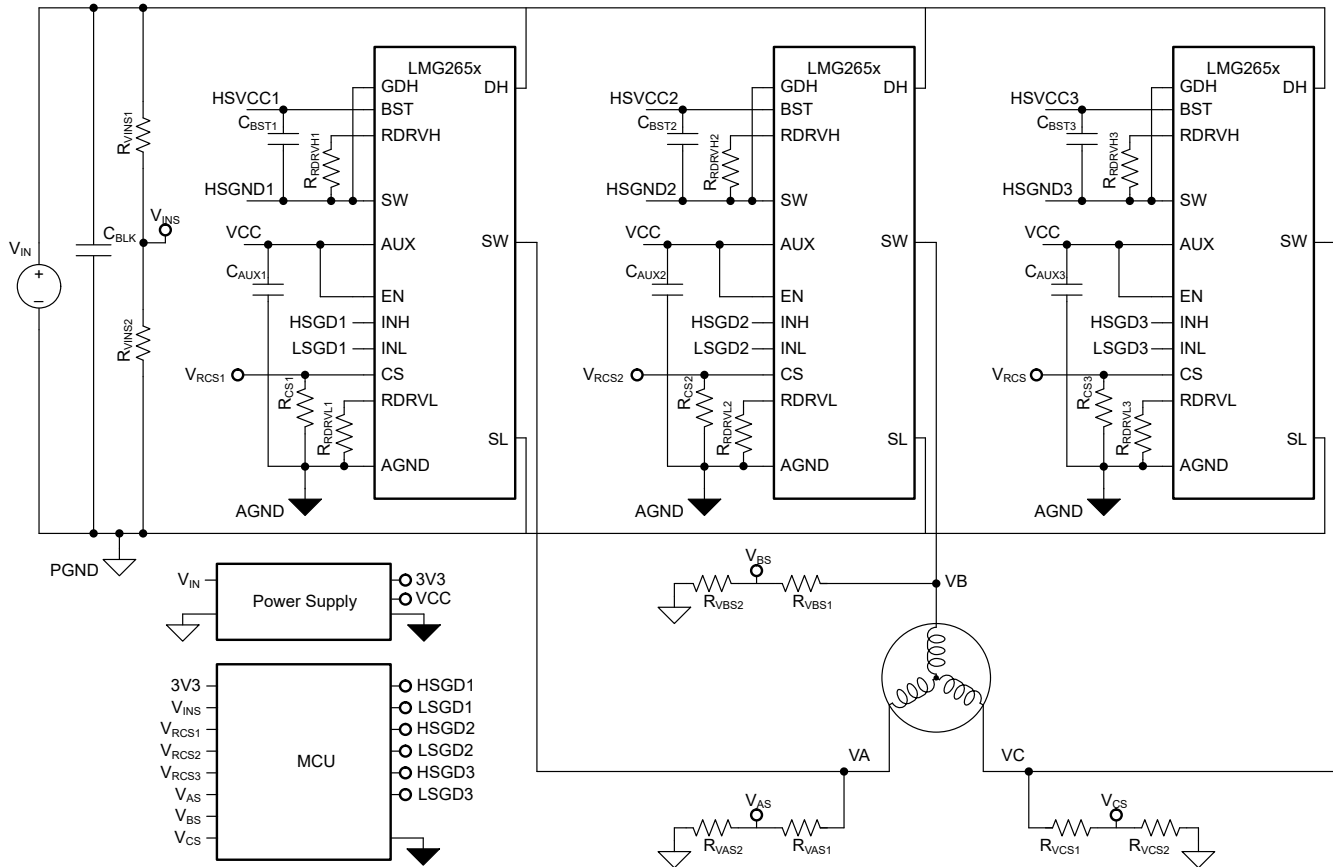 LMG265x
GDH
DH
HSVCC1
BST
CBST1
RDRVH
RRDRVH1
HSGND1
SW
SW
VCC
AUX
CAUX1
EN
HSGD1
INH
LSGD1
INL
VRCS1
CS
RCS1
RDRVL
RRDRVL1
SL
AGND
AGND
LMG265x
GDH
DH
HSVCC2
BST
CBST2
RDRVH
RRDRVH2
HSGND2
SW
SW
VCC
AUX
CAUX2
EN
HSGD2
INH
LSGD2
INL
VRCS2
CS
RCS2
RDRVL
RRDRVL2
SL
AGND
AGND
LMG265x
GDH
DH
HSVCC3
BST
CBST3
RDRVH
RRDRVH3
HSGND3
SW
SW
VCC
AUX
CAUX3
EN
HSGD3
INH
LSGD3
INL
VRCS
CS
RCS3
RDRVL
RRDRVL3
SL
AGND
AGND
RVINS1
VINS
CBLK
VIN
+
–
RVINS2
PGND
VIN
Power Supply
3V3
VCC
3V3
VINS
VRCS1
VRCS2
VRCS3
VAS
VBS
VCS
MCU
HSGD1
LSGD1
HSGD2
LSGD2
HSGD3
LSGD3
VBS
VB
RVBS2
RVBS1
VA
VC
VAS
RVAS2
RVAS1
VCS
RVCS1
RVCS2